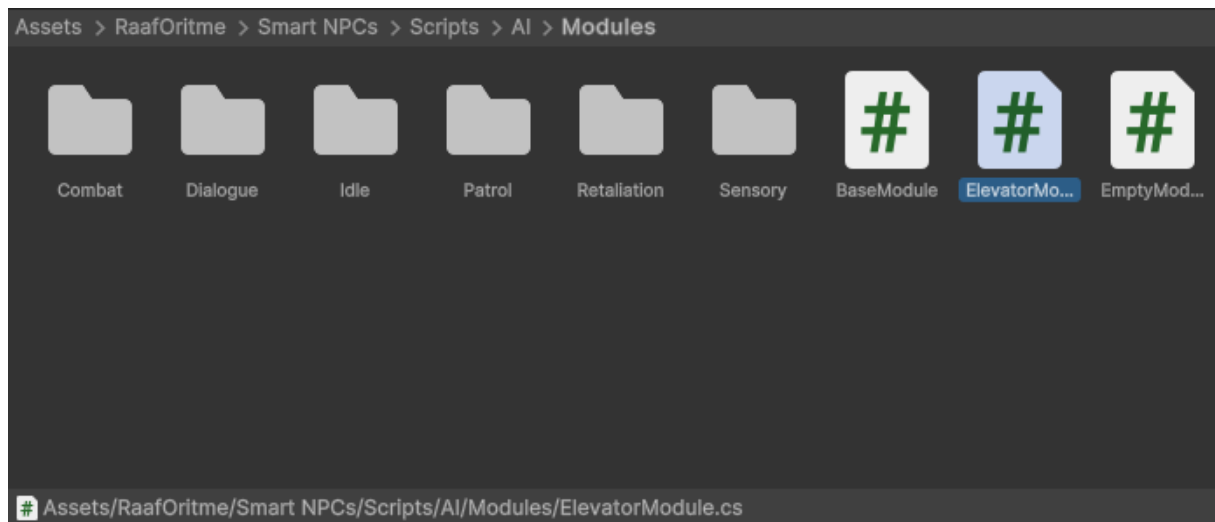 Assets > RaafOritme > Smart NPCs > Scripts > AI > Modules
Combat Dialogue Idle Patrol Retaliation Sensory BaseModule ElevatorMo... EmptyMod...
# Assets/RaafOritme/Smart NPCs/Scripts/AI/Modules/ElevatorModule.cs